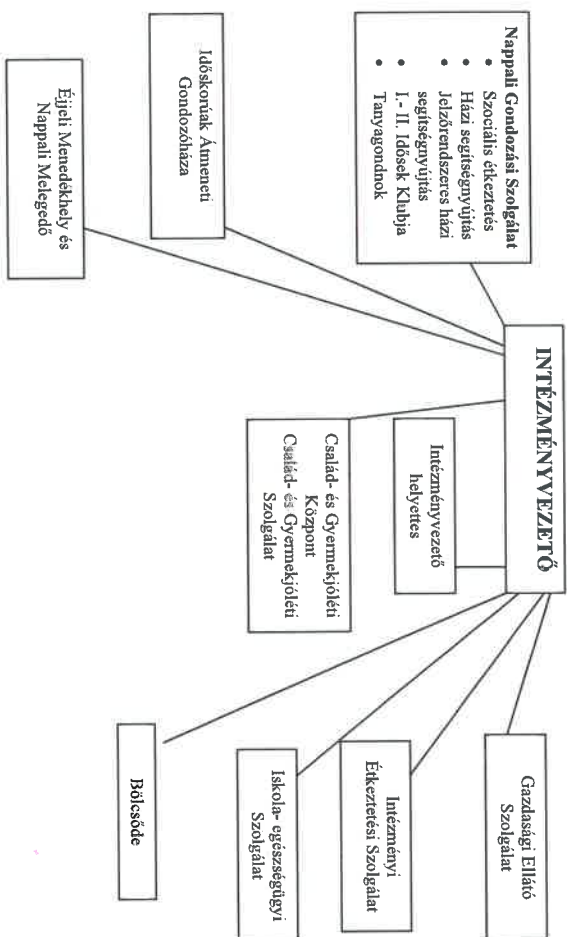 INTÉZMÉNYVEZETŐ
Nappali Gondozási Szolgálat
• Szociális étkeztetés
• Házi segítségnyújtás
• Jelzőrendszeres házi
segítségnyújtás
• I.- II. Idősek Klubja
• Tanyagondnok
Időskorúak Átmeneti
Gondozóháza
Éjjeli Menedékhely és
Nappali Melegedő
Intézményvezető
helyettes
Család- és Gyermekjóléti
Központ
Család- és Gyermekjóléti
Szolgálat
Gazdasági Ellátó
Szolgálat
Intézményi
Étkeztetési Szolgálat
Iskola- egészségügyi
Szolgálat
Bölcsőde